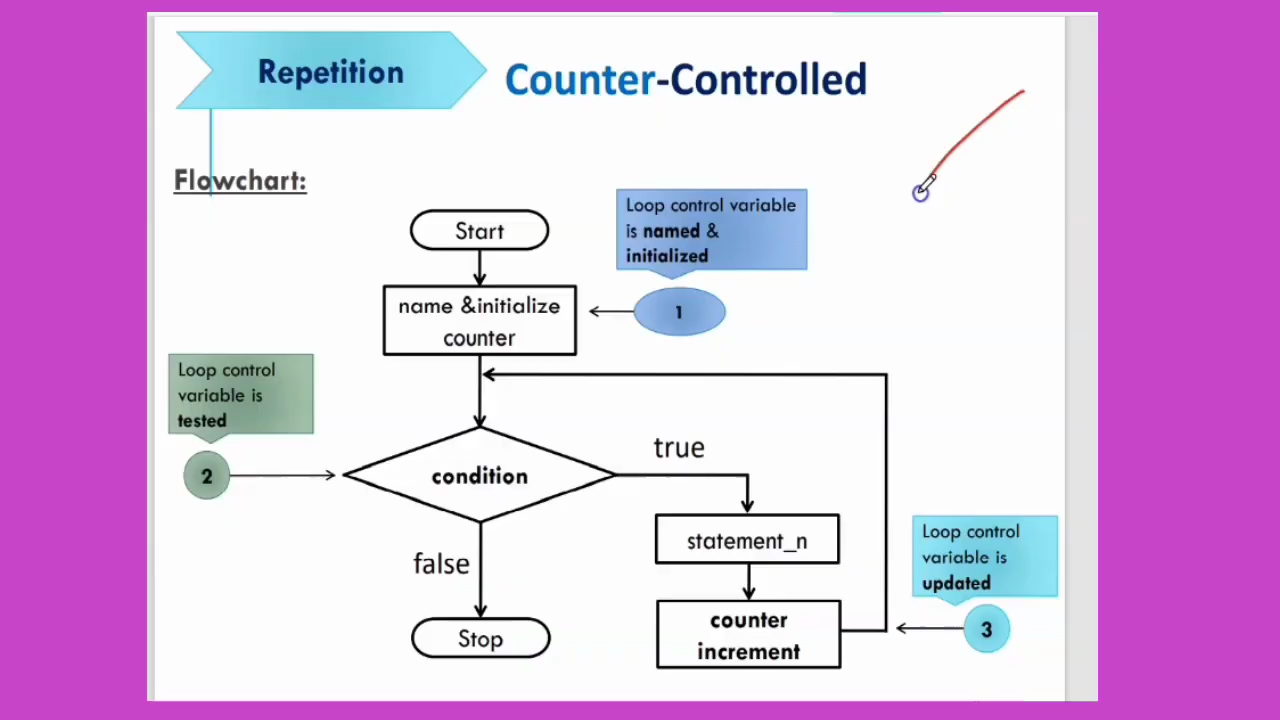 Repetition
Counter-Controlled
Flowchart:
Loop control variable
is named &
initialized
Start
name &initialize
counter
1
Loop control
variable is
tested
true
2
condition
Loop control
variable is
updated
statement_n
false
counter
increment
3
Stop